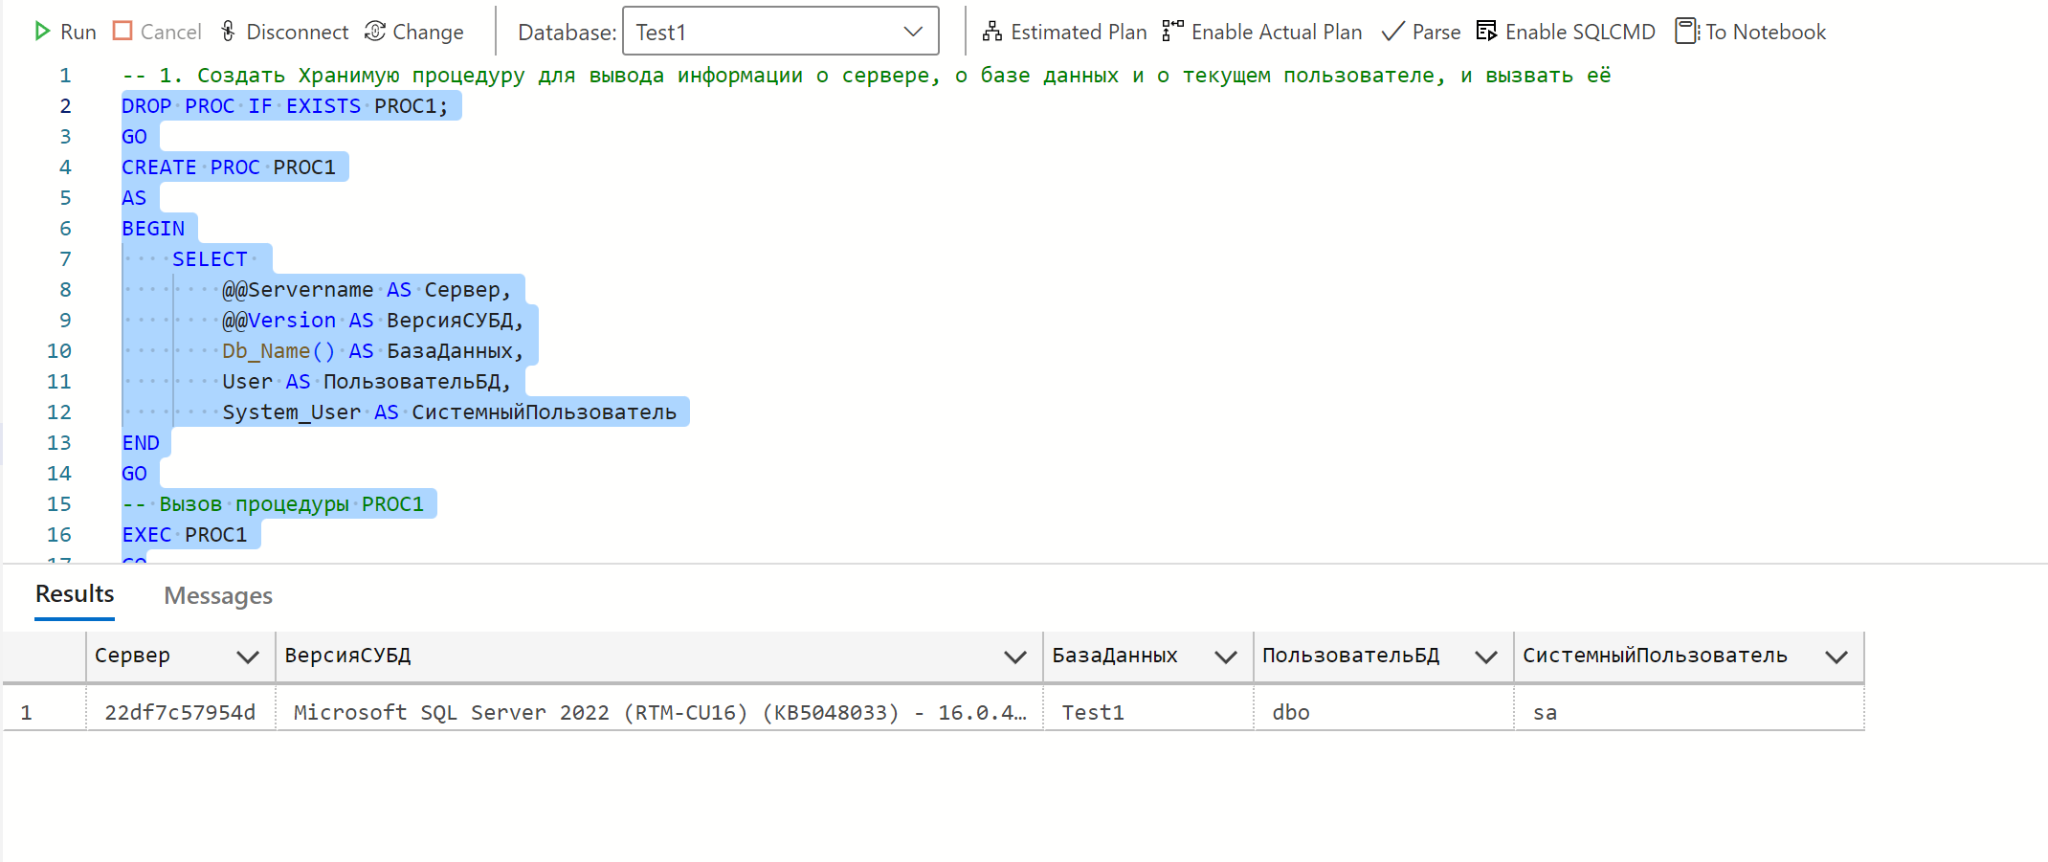 Run Cancel Disconnect Change Database: Test1 Estimated Plan Enable Actual Plan Parse Enable SQLCMD To Notebook
1 -- 1. Создать Хранимую процедуру для вывода информации о сервере, о базе данных и о текущем пользователе, и вызвать её
2 DROP PROC IF EXISTS PROC1;
3 GO
4 CREATE PROC PROC1
5 AS
6 BEGIN
7 SELECT
8 @@Servername AS Сервер,
9 @@Version AS ВерсияСУБД,
10 Db_Name() AS БазаДанных,
11 User AS ПользовательБД,
12 System_User AS СистемныйПользователь
13 END
14 GO
15 -- Вызов процедуры PROC1
16 EXEC PROC1
17 GO
Results Messages
Сервер ВерсияСУБД БазаДанных ПользовательБД СистемныйПользователь
1 22df7c57954d Microsoft SQL Server 2022 (RTM-CU16) (KB5048033) - 16.0.4… Test1 dbo sa